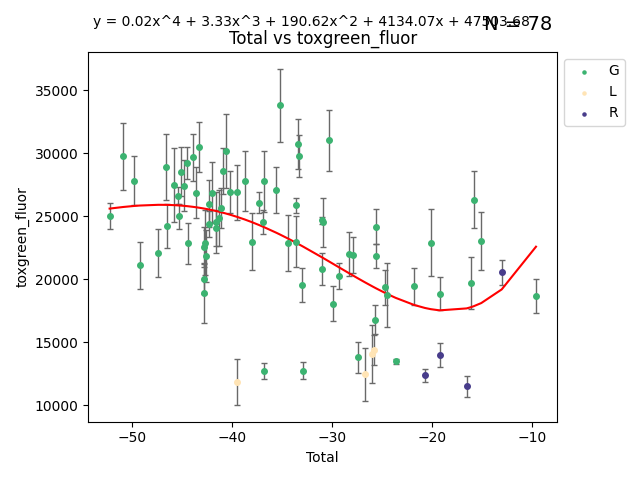 y = 0.02x^4 + 3.33x^3 + 190.62x^2 + 4134.07x + 47503.68
N = 78
Total vs toxgreen_fluor
35000
30000
25000
20000
15000
10000
toxgreen_fluor
−50
−40
−30
−20
−10
Total
G
L
R